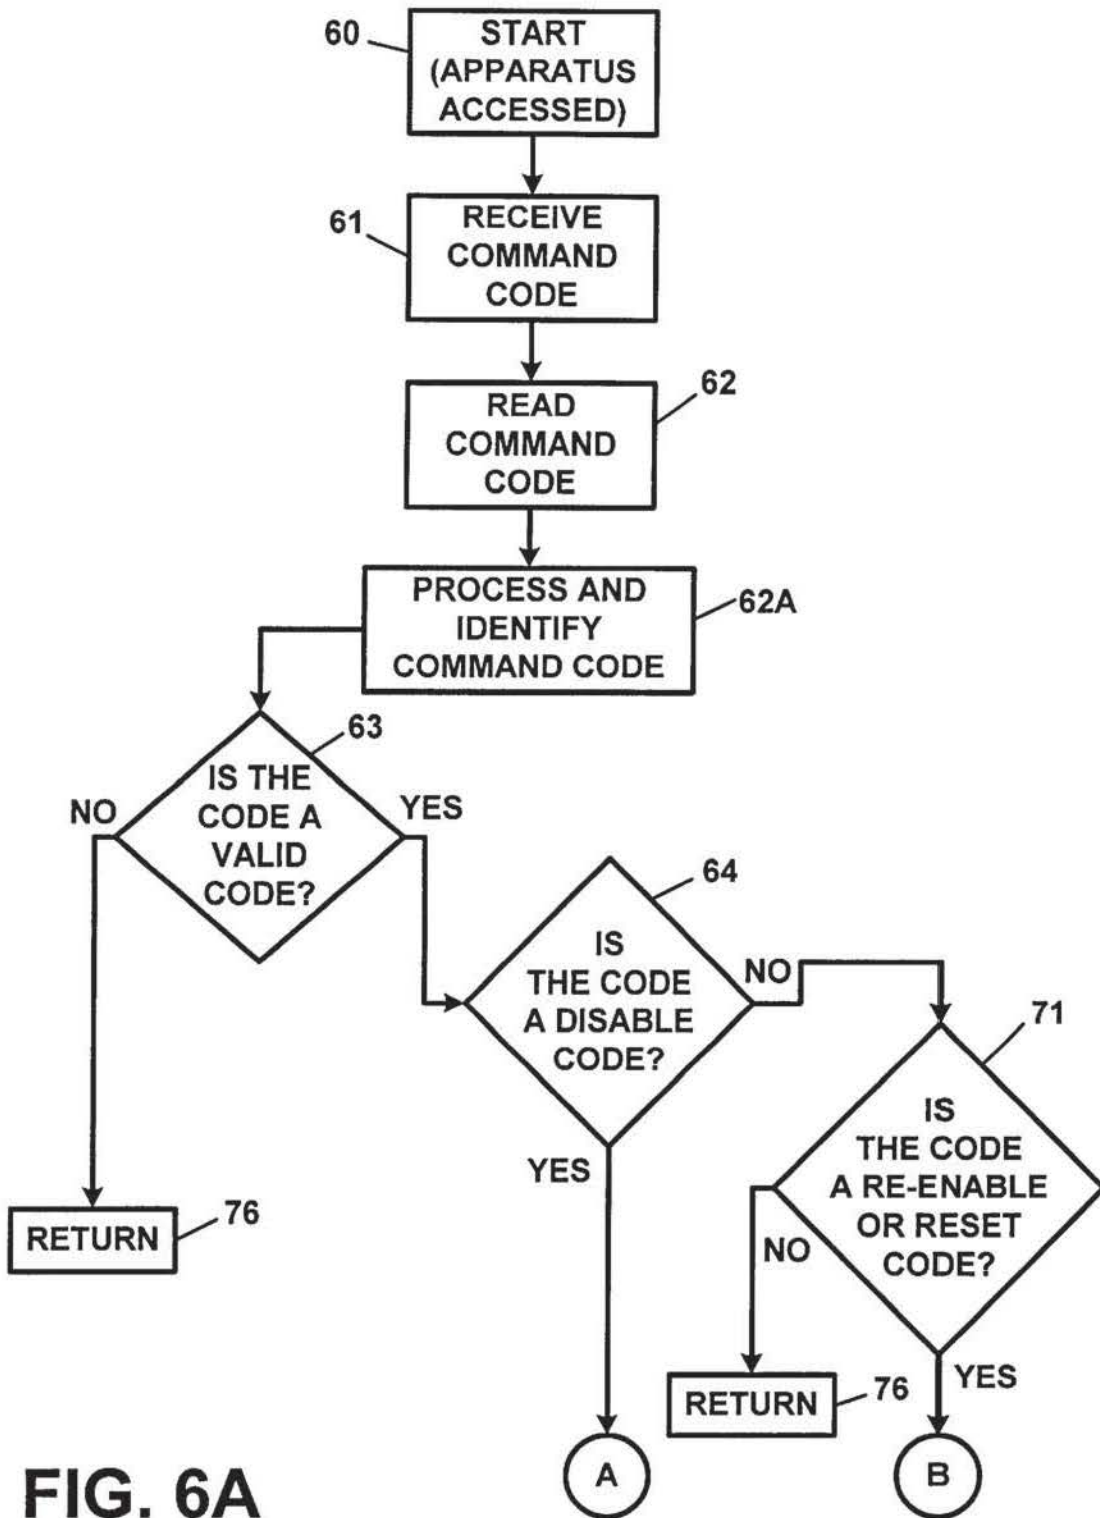 60
START
(APPARATUS
ACCESSED)
61
RECEIVE
COMMAND
CODE
62
READ
COMMAND
CODE
62A
PROCESS AND
IDENTIFY
COMMAND CODE
63
IS THE
CODE A
VALID
CODE?
NO
YES
64
IS
THE CODE
A DISABLE
CODE?
NO
YES
71
IS
THE CODE
A RE-ENABLE
OR RESET
CODE?
NO
YES
RETURN
76
RETURN
76
A
B
FIG. 6A